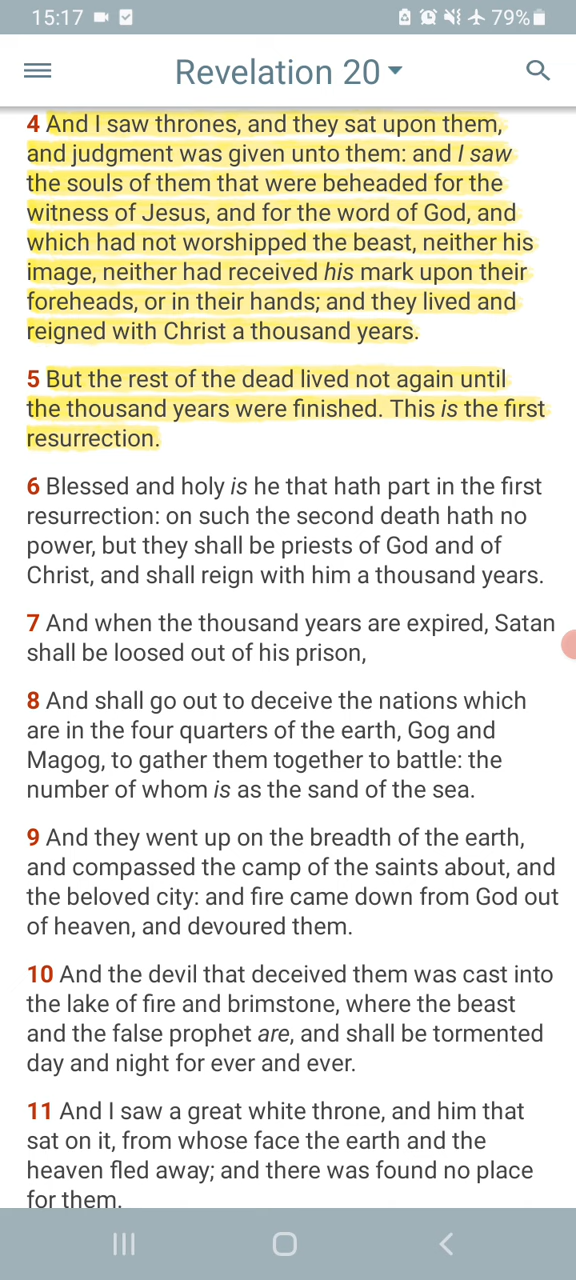 15:17 79%
Revelation 20
4 And I saw thrones, and they sat upon them,
and judgment was given unto them: and I saw
the souls of them that were beheaded for the
witness of Jesus, and for the word of God, and
which had not worshipped the beast, neither his
image, neither had received his mark upon their
foreheads, or in their hands; and they lived and
reigned with Christ a thousand years.
5 But the rest of the dead lived not again until
the thousand years were finished. This is the first
resurrection.
6 Blessed and holy is he that hath part in the first
resurrection: on such the second death hath no
power, but they shall be priests of God and of
Christ, and shall reign with him a thousand years.
7 And when the thousand years are expired, Satan
shall be loosed out of his prison,
8 And shall go out to deceive the nations which
are in the four quarters of the earth, Gog and
Magog, to gather them together to battle: the
number of whom is as the sand of the sea.
9 And they went up on the breadth of the earth,
and compassed the camp of the saints about, and
the beloved city: and fire came down from God out
of heaven, and devoured them.
10 And the devil that deceived them was cast into
the lake of fire and brimstone, where the beast
and the false prophet are, and shall be tormented
day and night for ever and ever.
11 And I saw a great white throne, and him that
sat on it, from whose face the earth and the
heaven fled away; and there was found no place
for them.